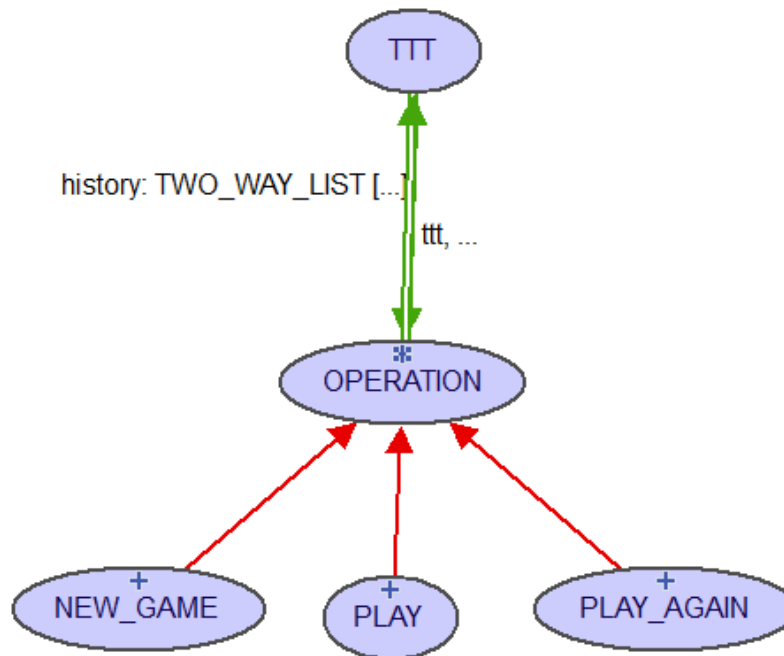 TTT
history: TWO_WAY_LIST [...]
ttt, ...
*
OPERATION
+
NEW_GAME
+
PLAY
+
PLAY_AGAIN